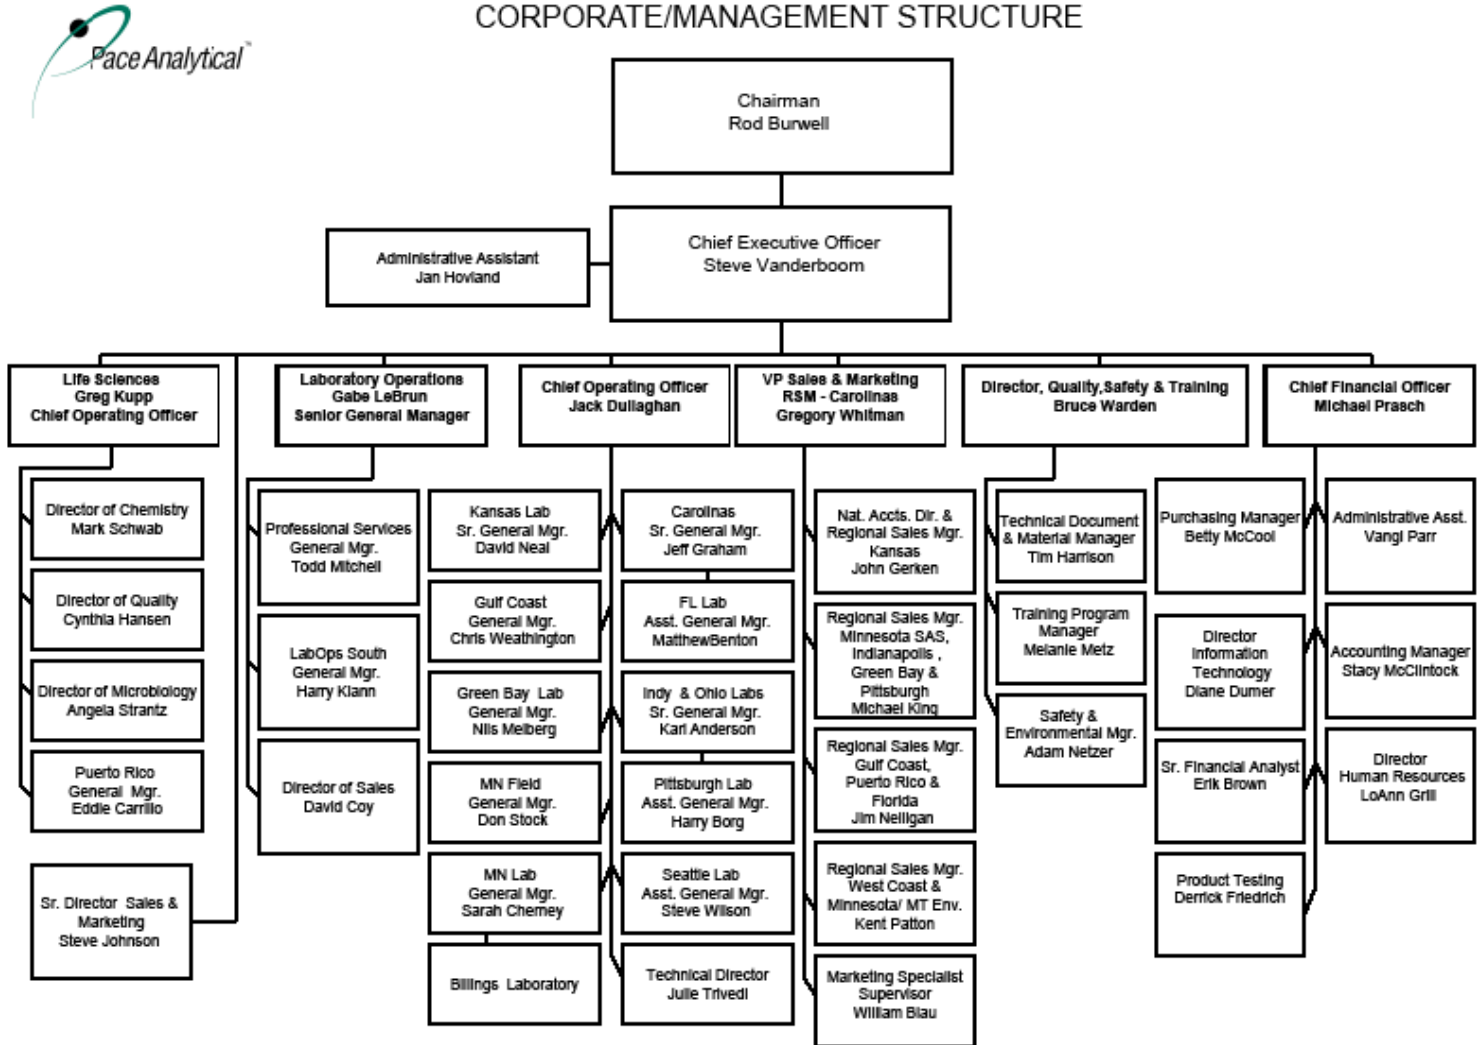 CORPORATE/MANAGEMENT STRUCTURE
Pace Analytical™
Chairman
Rod Burwell
Chief Executive Officer
Steve Vanderboom
Administrative Assistant
Jan Hovland
Life Sciences
Greg Kupp
Chief Operating Officer
Laboratory Operations
Gabe LeBrun
Senior General Manager
Chief Operating Officer
Jack Dullaghan
VP Sales & Marketing
RSM - Carolinas
Gregory Whitman
Director, Quality,Safety & Training
Bruce Warden
Chief Financial Officer
Michael Prasch
Director of Chemistry
Mark Schwab
Director of Quality
Cynthia Hansen
Director of Microbiology
Angela Strantz
Puerto Rico
General Mgr.
Eddie Carrillo
Sr. Director Sales &
Marketing
Steve Johnson
Professional Services
General Mgr.
Todd Mitchell
LabOps South
General Mgr.
Harry Klann
Director of Sales
David Coy
Kansas Lab
Sr. General Mgr.
David Neal
Gulf Coast
General Mgr.
Chris Weathington
Green Bay Lab
General Mgr.
Nils Melberg
MN Field
General Mgr.
Don Stock
MN Lab
General Mgr.
Sarah Cherney
Billings Laboratory
Carolinas
Sr. General Mgr.
Jeff Graham
FL Lab
Asst. General Mgr.
MatthewBenton
Indy & Ohio Labs
Sr. General Mgr.
Karl Anderson
Pittsburgh Lab
Asst. General Mgr.
Harry Borg
Seattle Lab
Asst. General Mgr.
Steve Wilson
Technical Director
Julie Trivedi
Nat. Accts. Dir. &
Regional Sales Mgr.
Kansas
John Gerken
Regional Sales Mgr.
Minnesota SAS,
Indianapolis ,
Green Bay &
Pittsburgh
Michael King
Regional Sales Mgr.
Gulf Coast,
Puerto Rico &
Florida
Jim Nelligan
Regional Sales Mgr.
West Coast &
Minnesota/ MT Env.
Kent Patton
Marketing Specialist
Supervisor
William Blau
Technical Document
& Material Manager
Tim Harrison
Training Program
Manager
Melanie Metz
Safety &
Environmental Mgr.
Adam Netzer
Purchasing Manager
Betty McCool
Director
Information
Technology
Diane Dumer
Sr. Financial Analyst
Erik Brown
Product Testing
Derrick Friedrich
Administrative Asst.
Vangi Parr
Accounting Manager
Stacy McClintock
Director
Human Resources
LoAnn Grill